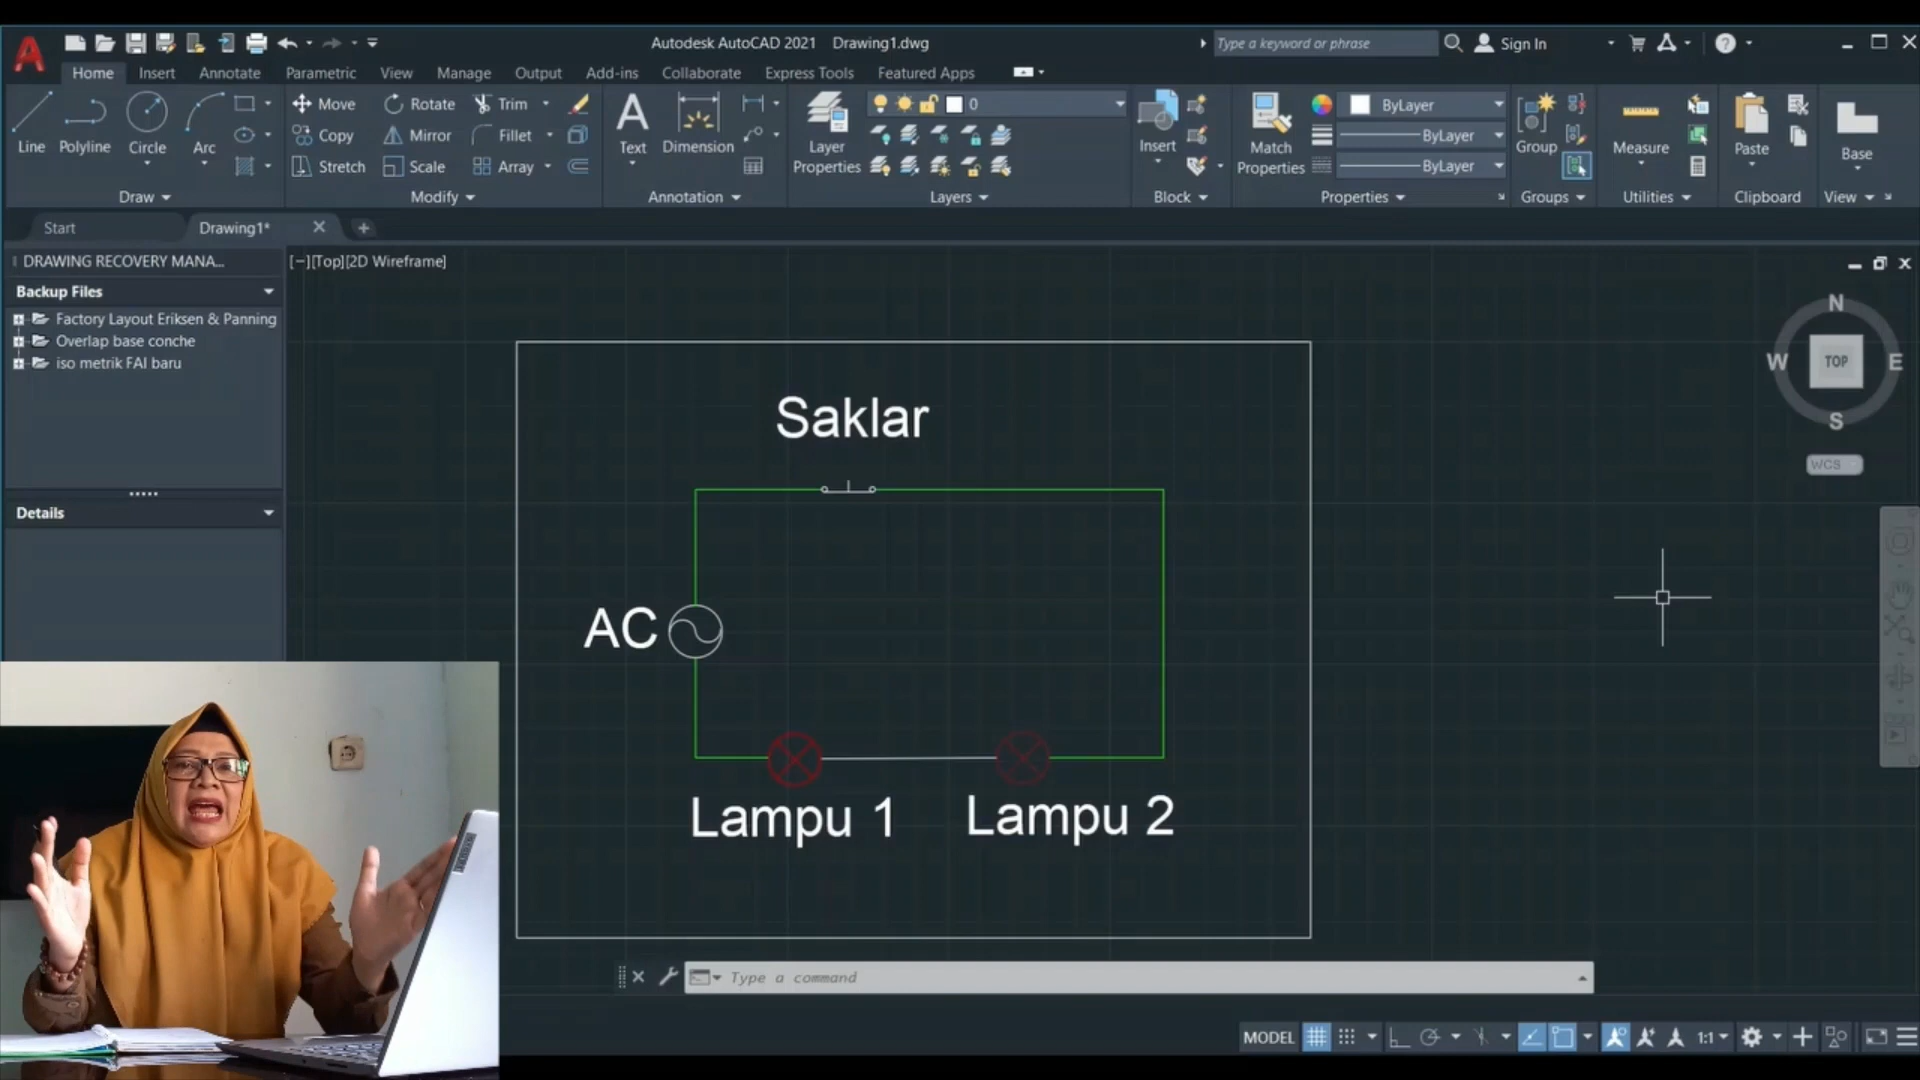 Autodesk AutoCAD 2021 Drawing1.dwg
Type a keyword or phrase
Sign In
Home Insert Annotate Parametric View Manage Output Add-ins Collaborate Express Tools Featured Apps
Line Polyline Circle Arc
Move Rotate Trim
Copy Mirror Fillet
Stretch Scale Array
Text Dimension
Layer Properties
0
Insert
Match Properties
ByLayer
ByLayer
ByLayer
Group
Measure
Paste
Base
Draw Modify Annotation Layers Block Properties Groups Utilities Clipboard View
Start Drawing1*
DRAWING RECOVERY MANA...
[−][Top][2D Wireframe]
Backup Files
Factory Layout Eriksen & Panning
Overlap base conche
iso metrik FAI baru
Details
N
W TOP E
S
WCS
Saklar
AC
Lampu 1 Lampu 2
Type a command
MODEL 1:1